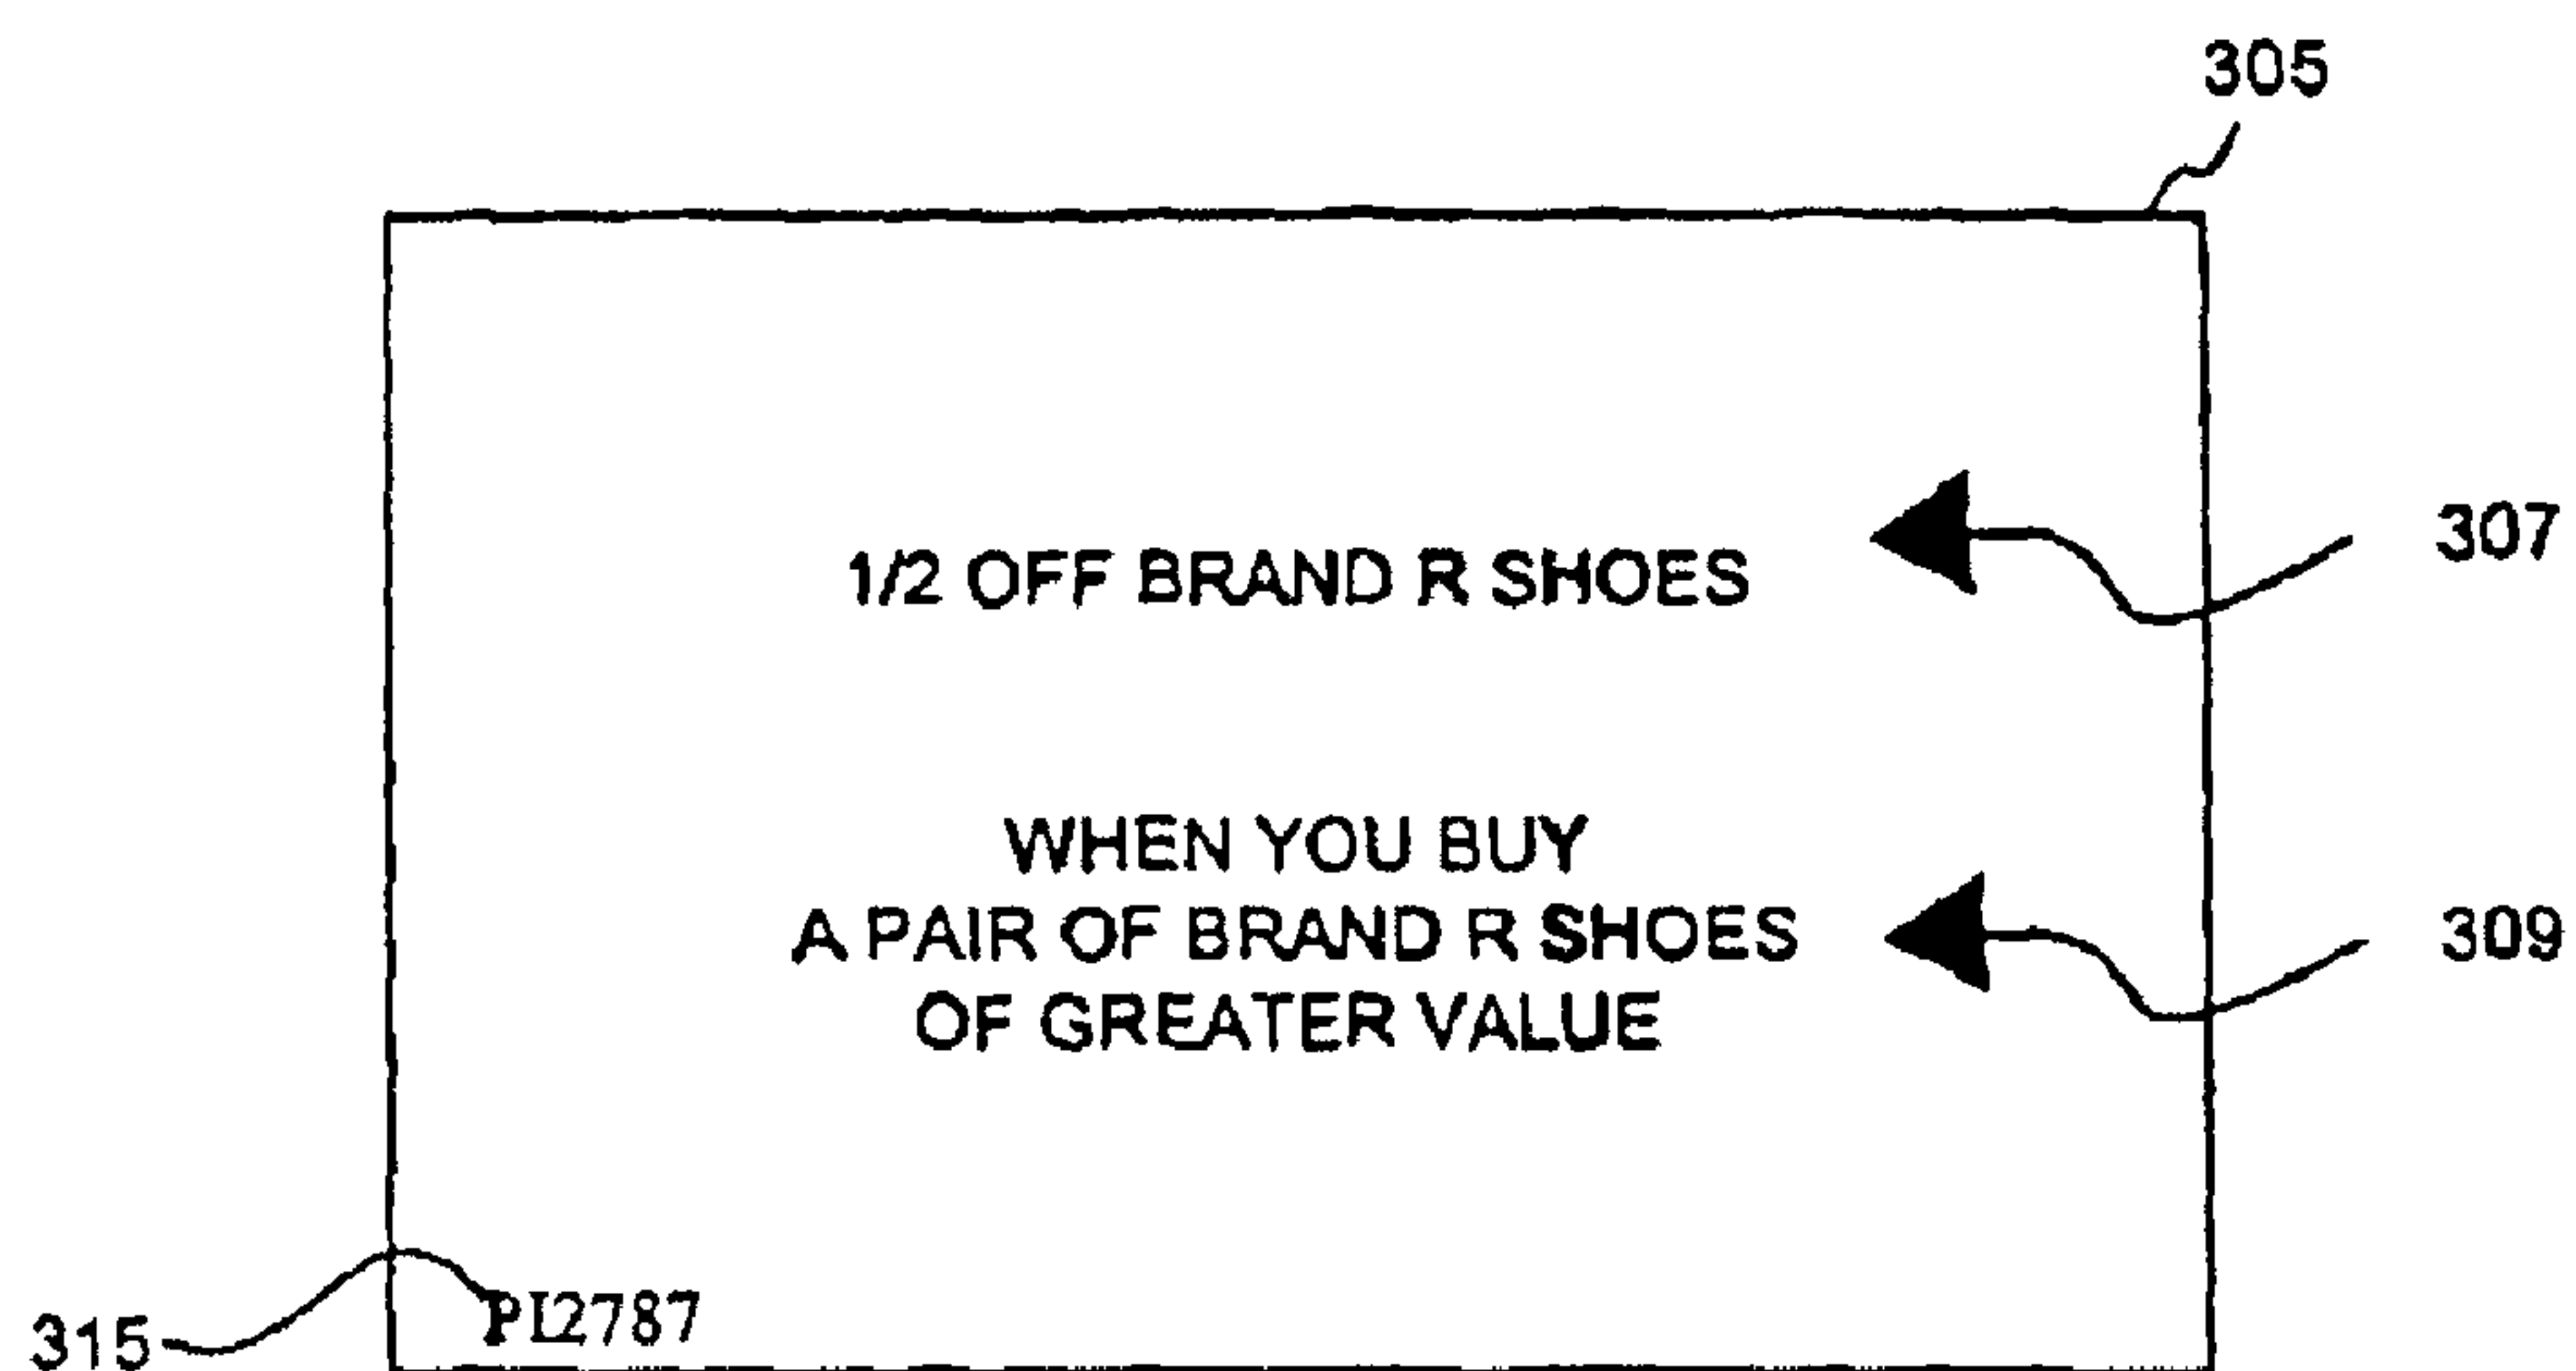 305
1/2 OFF BRAND R SHOES
307
WHEN YOU BUY
A PAIR OF BRAND R SHOES
309
OF GREATER VALUE
PI2787
315